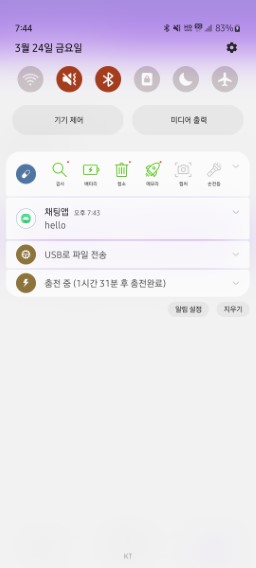 7:44
83%
3월 24일 금요일
기기 제어
미디어 출력
검사
배터리
청소
메모리
캡처
손전등
채팅앱 오후 7:43
hello
USB로 파일 전송
충전 중 (1시간 31분 후 충전완료)
알림 설정
지우기
KT